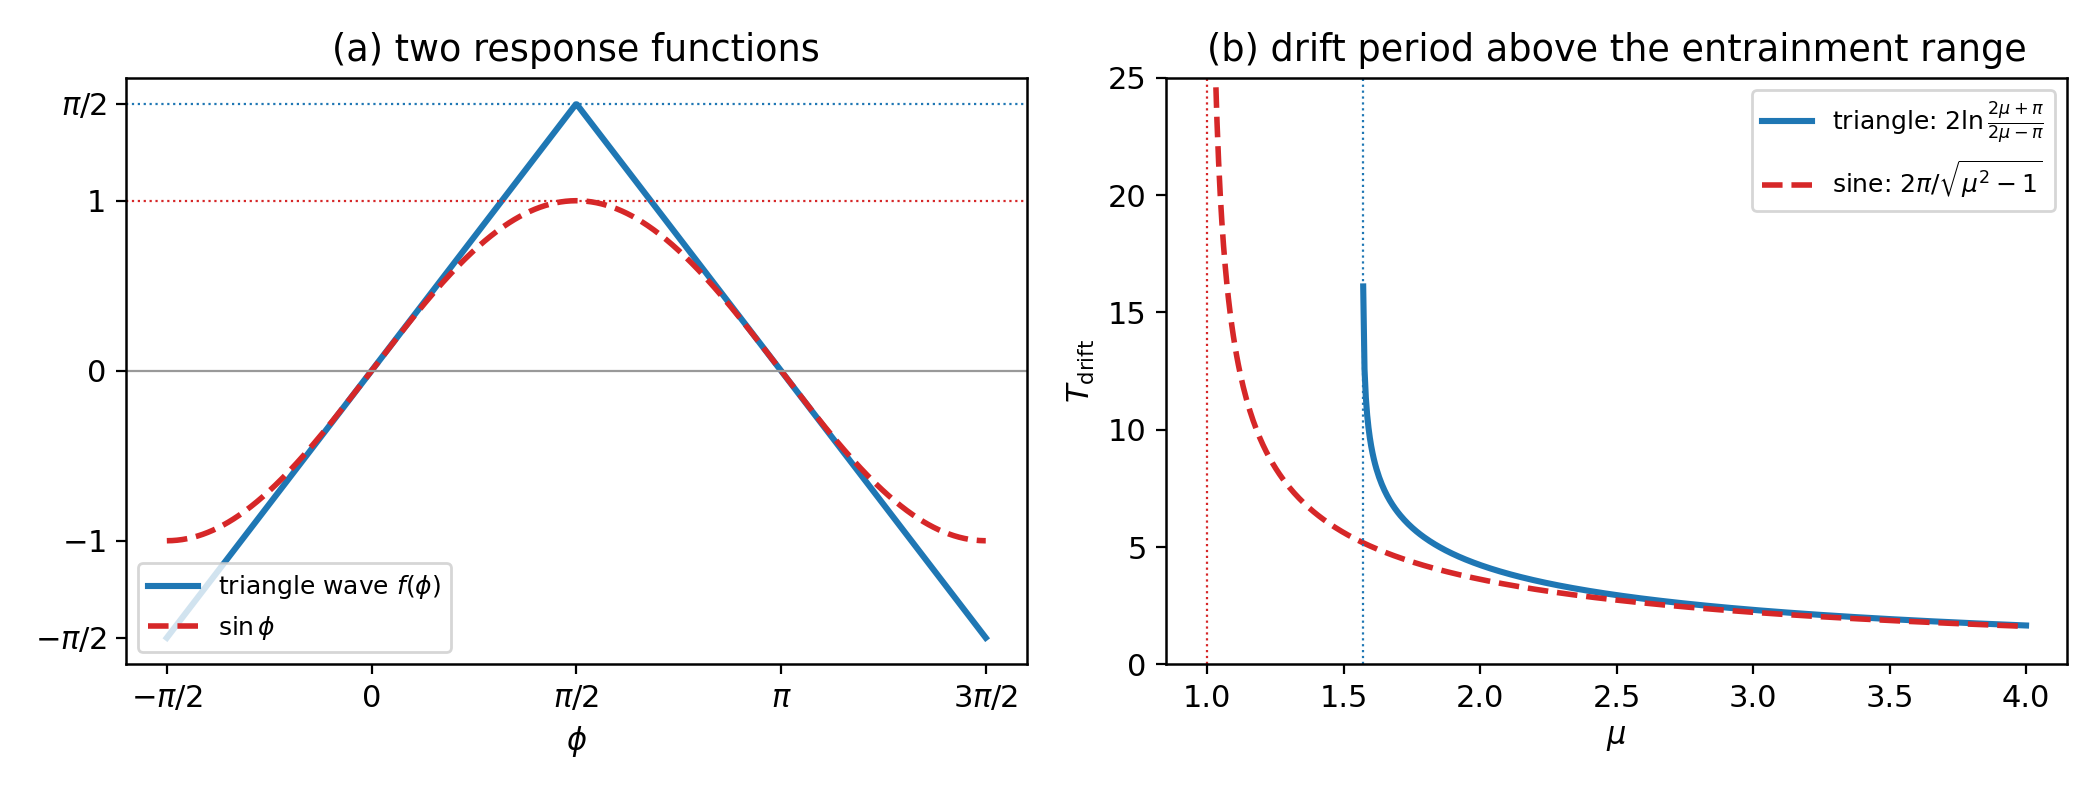 (a) two response functions
π/2
1
0
−1
−π/2
triangle wave f(ϕ)
sin ϕ
−π/2 0 π/2 π 3π/2
ϕ
(b) drift period above the entrainment range
25
20
15
10
5
0
T_drift
triangle: 2 ln (2μ + π)/(2μ − π)
sine: 2π/√(μ² − 1)
1.0 1.5 2.0 2.5 3.0 3.5 4.0
μ